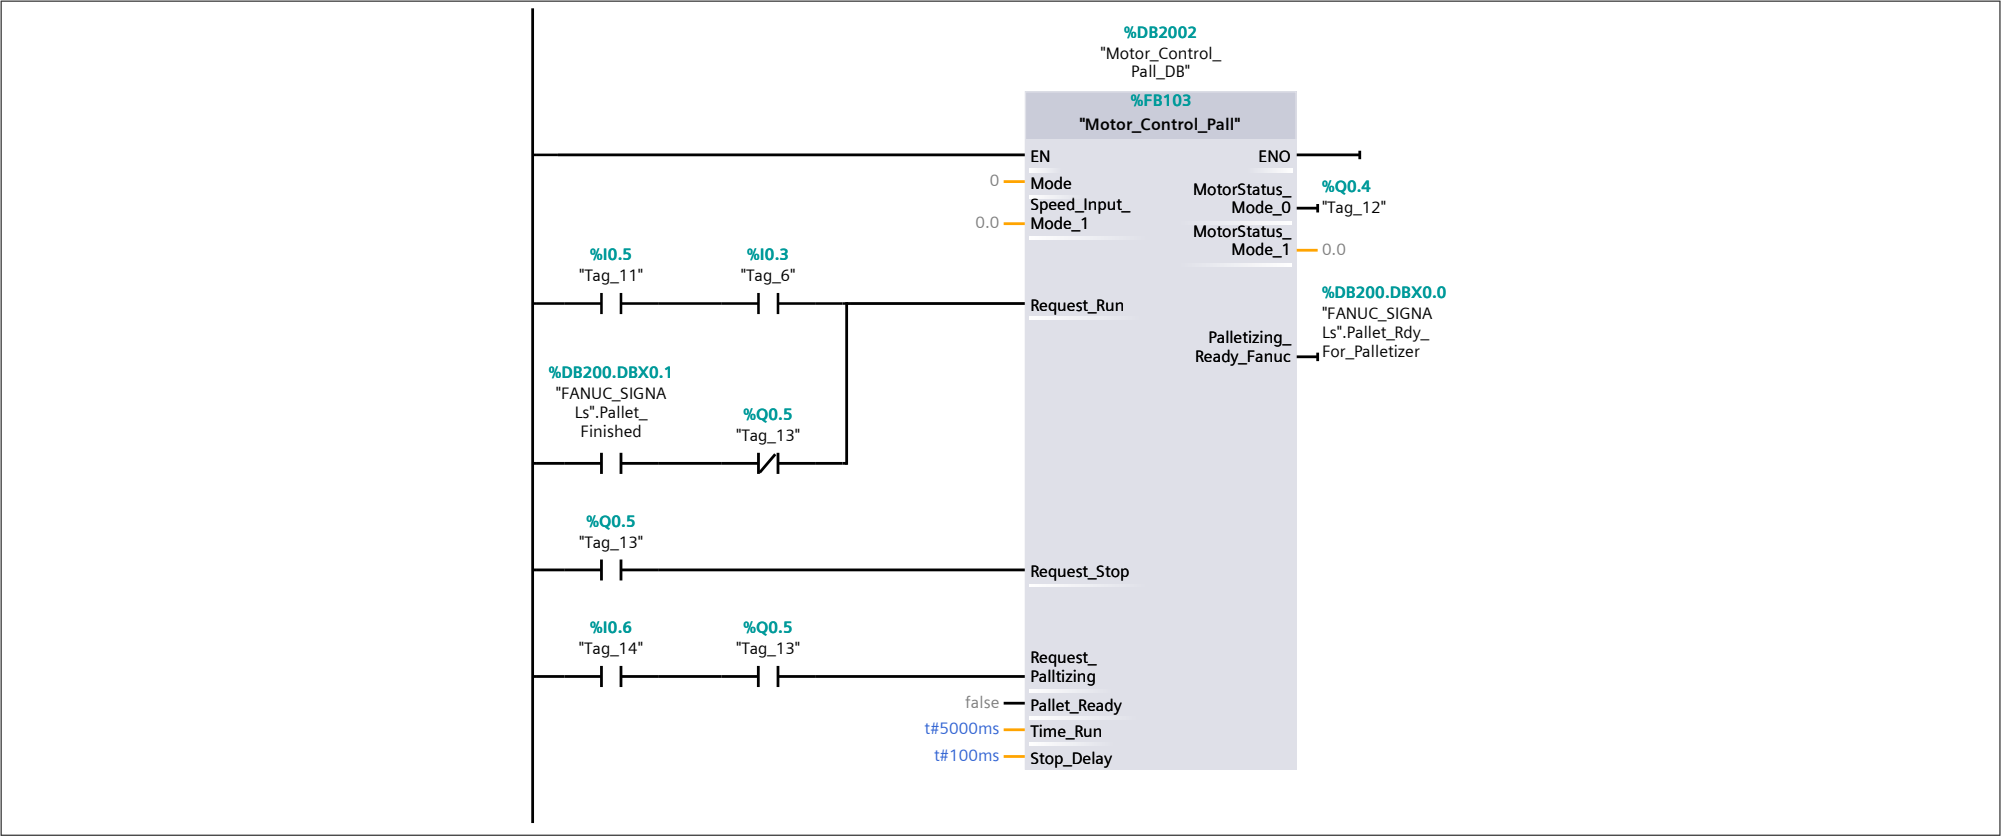 %DB2002
"Motor_Control_
Pall_DB"
%FB103
"Motor_Control_Pall"
EN
ENO
0
Mode
MotorStatus_
Mode_0
%Q0.4
"Tag_12"
0.0
Speed_Input_
Mode_1
MotorStatus_
Mode_1
0.0
%I0.5
"Tag_11"
%I0.3
"Tag_6"
Request_Run
%DB200.DBX0.0
"FANUC_SIGNA
Ls".Pallet_Rdy_
For_Palletizer
Palletizing_
Ready_Fanuc
%DB200.DBX0.1
"FANUC_SIGNA
Ls".Pallet_
Finished
%Q0.5
"Tag_13"
%Q0.5
"Tag_13"
Request_Stop
%I0.6
"Tag_14"
%Q0.5
"Tag_13"
Request_
Palltizing
false
Pallet_Ready
t#5000ms
Time_Run
t#100ms
Stop_Delay